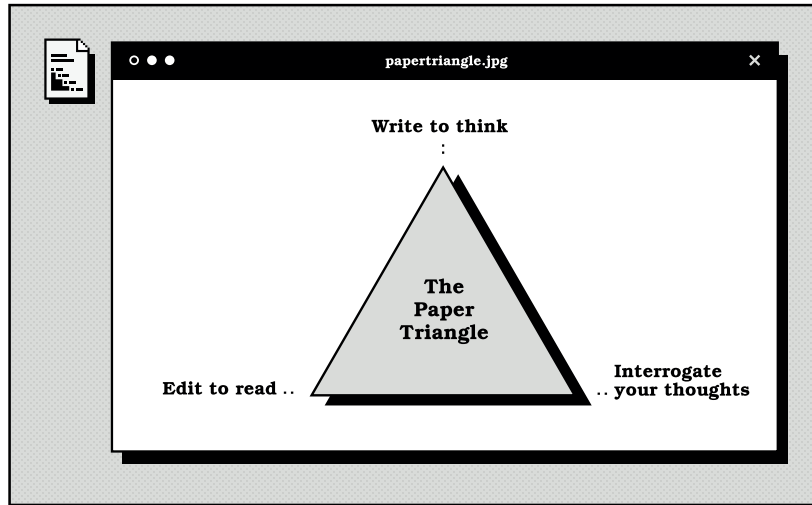 papertriangle.jpg
Write to think
The
Paper
Triangle
Edit to read
Interrogate
your thoughts